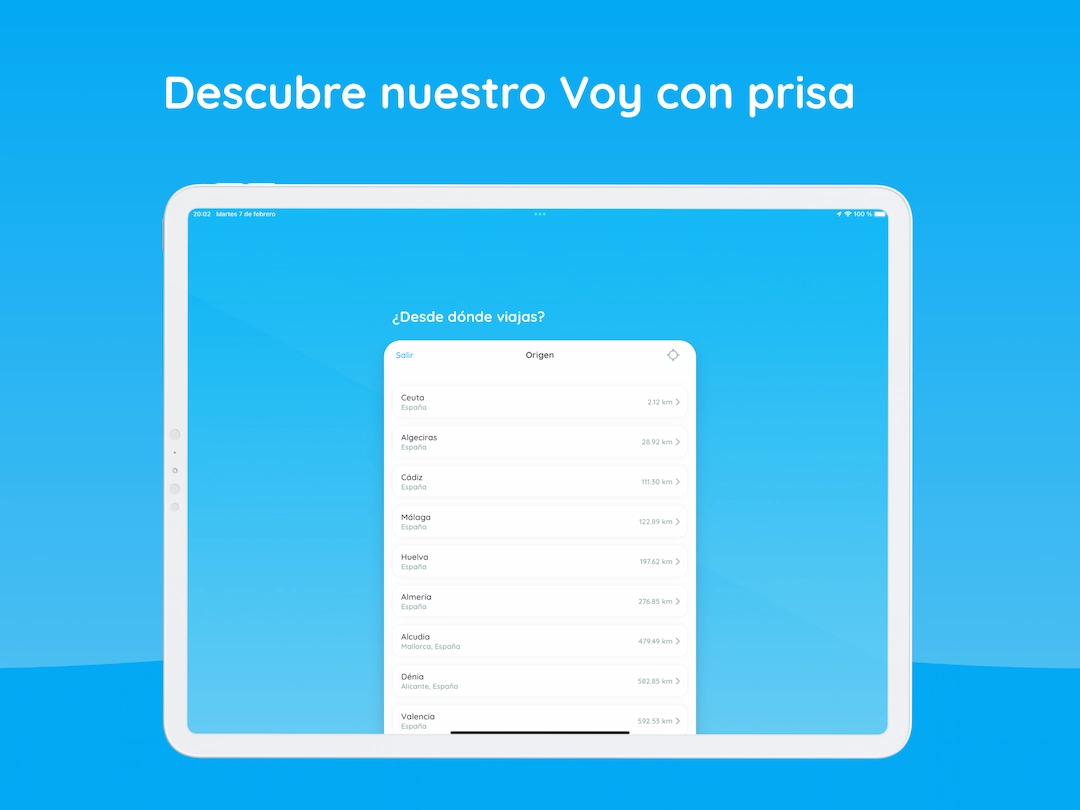 Descubre nuestro Voy con prisa
20:02 Martes 7 de febrero
100 %
¿Desde dónde viajas?
Salir
Origen
Ceuta
España
2.12 km
Algeciras
España
28.92 km
Cádiz
España
111.30 km
Málaga
España
122.89 km
Huelva
España
197.62 km
Almería
España
276.85 km
Alcudia
Mallorca, España
479.49 km
Dénia
Alicante, España
582.85 km
Valencia
España
592.53 km